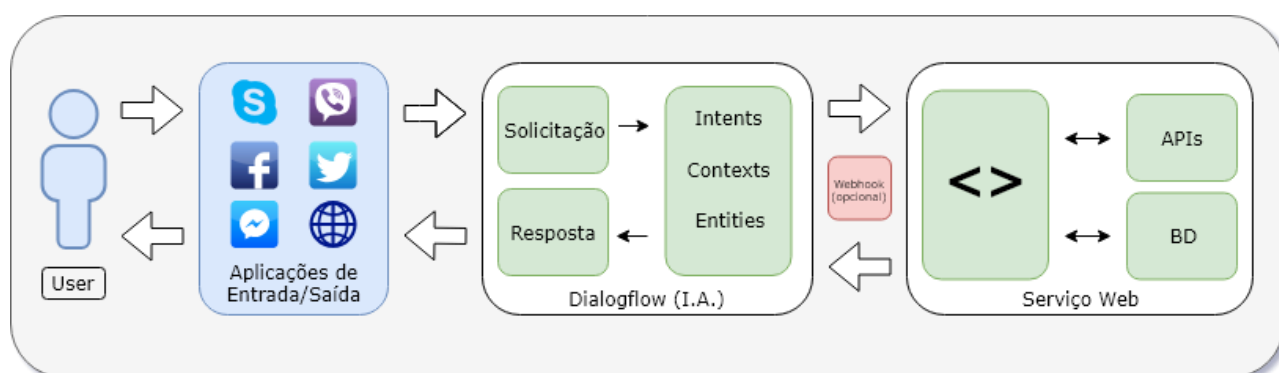 User
Aplicações de
Entrada/Saída
Solicitação
Resposta
Intents
Contexts
Entities
Dialogflow (I.A.)
Webhook
(opcional)
<>
APIs
BD
Serviço Web